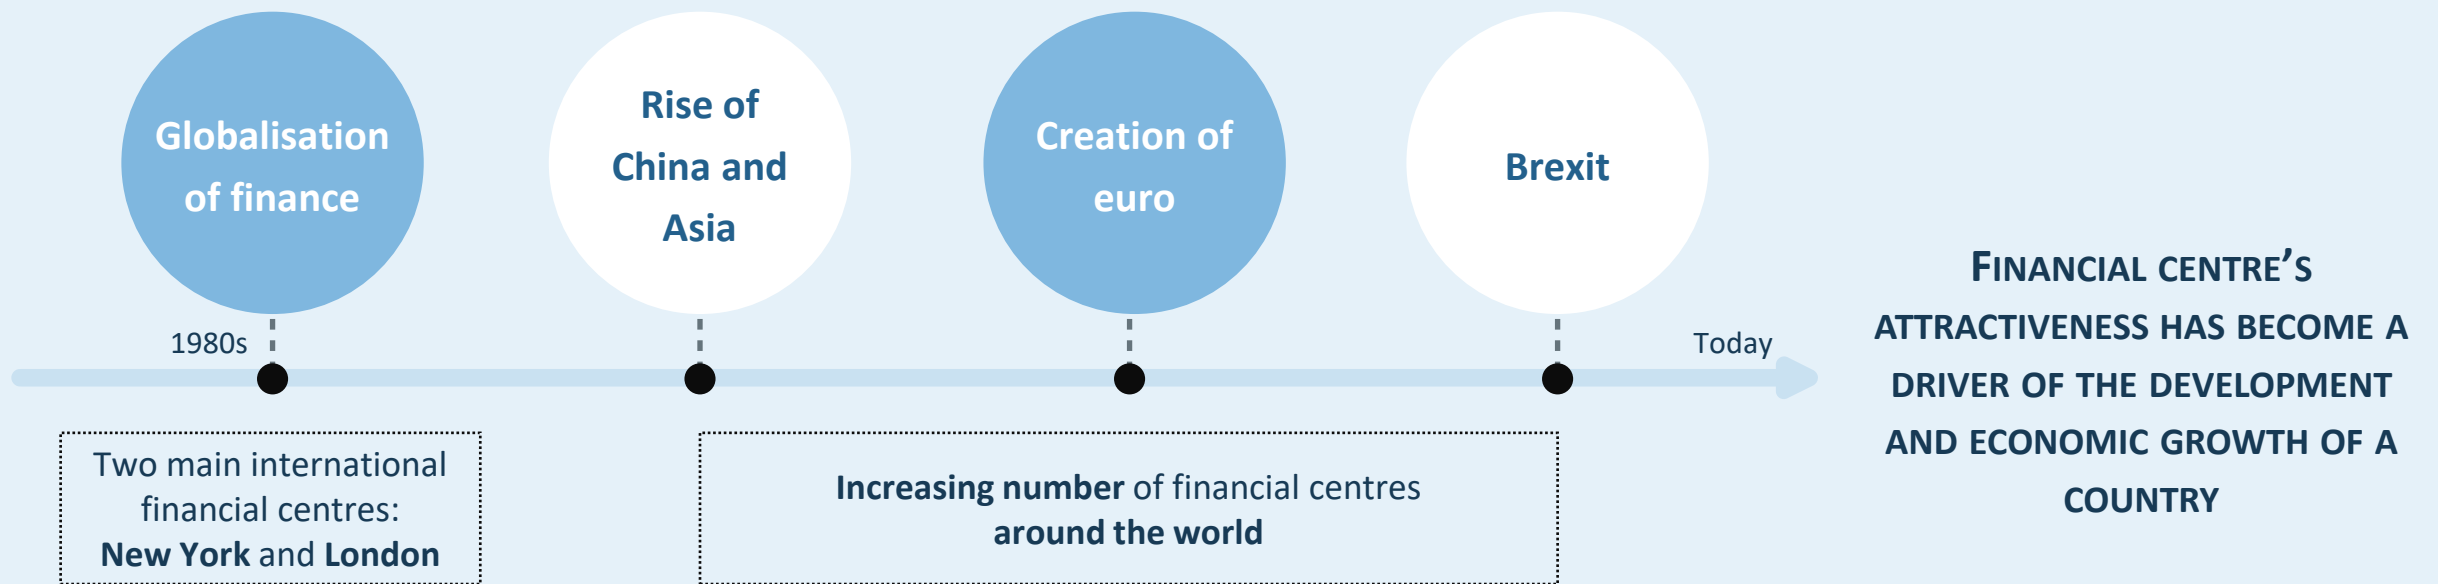 Globalisation
of finance
Rise of
China and
Asia
Creation of
euro
Brexit
1980s
Today
Two main international
financial centres:
New York and London
Increasing number of financial centres
around the world
FINANCIAL CENTRE'S
ATTRACTIVENESS HAS BECOME A
DRIVER OF THE DEVELOPMENT
AND ECONOMIC GROWTH OF A
COUNTRY